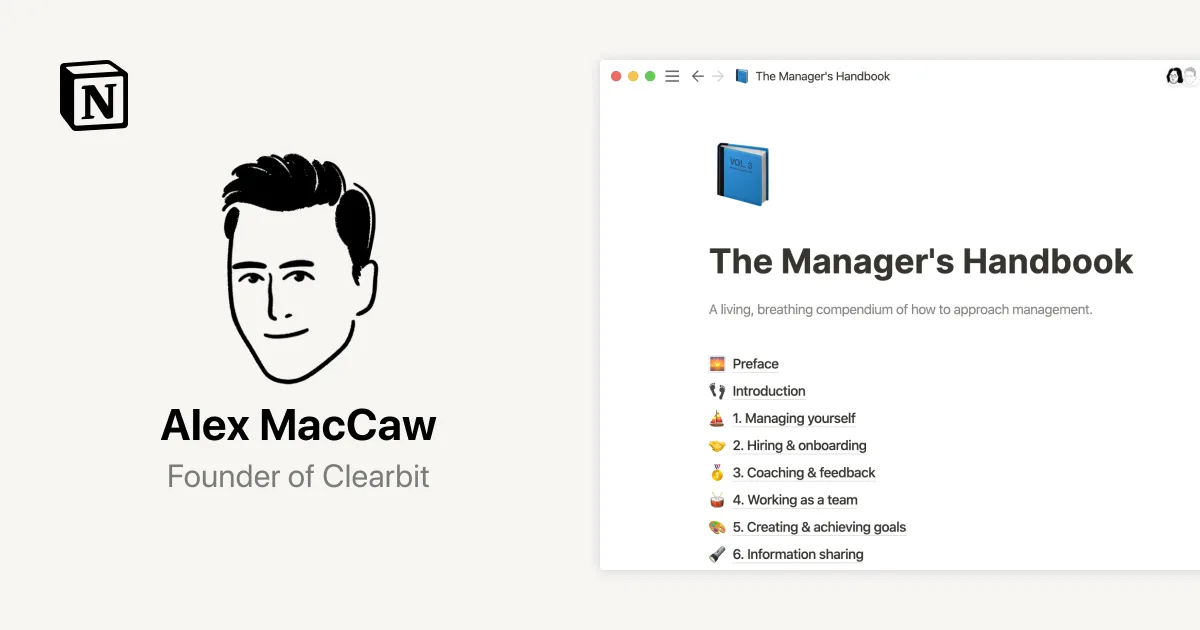 N
Alex MacCaw
Founder of Clearbit
The Manager's Handbook
VOL. 3
The Manager's Handbook
A living, breathing compendium of how to approach management.
Preface
Introduction
1. Managing yourself
2. Hiring & onboarding
3. Coaching & feedback
4. Working as a team
5. Creating & achieving goals
6. Information sharing